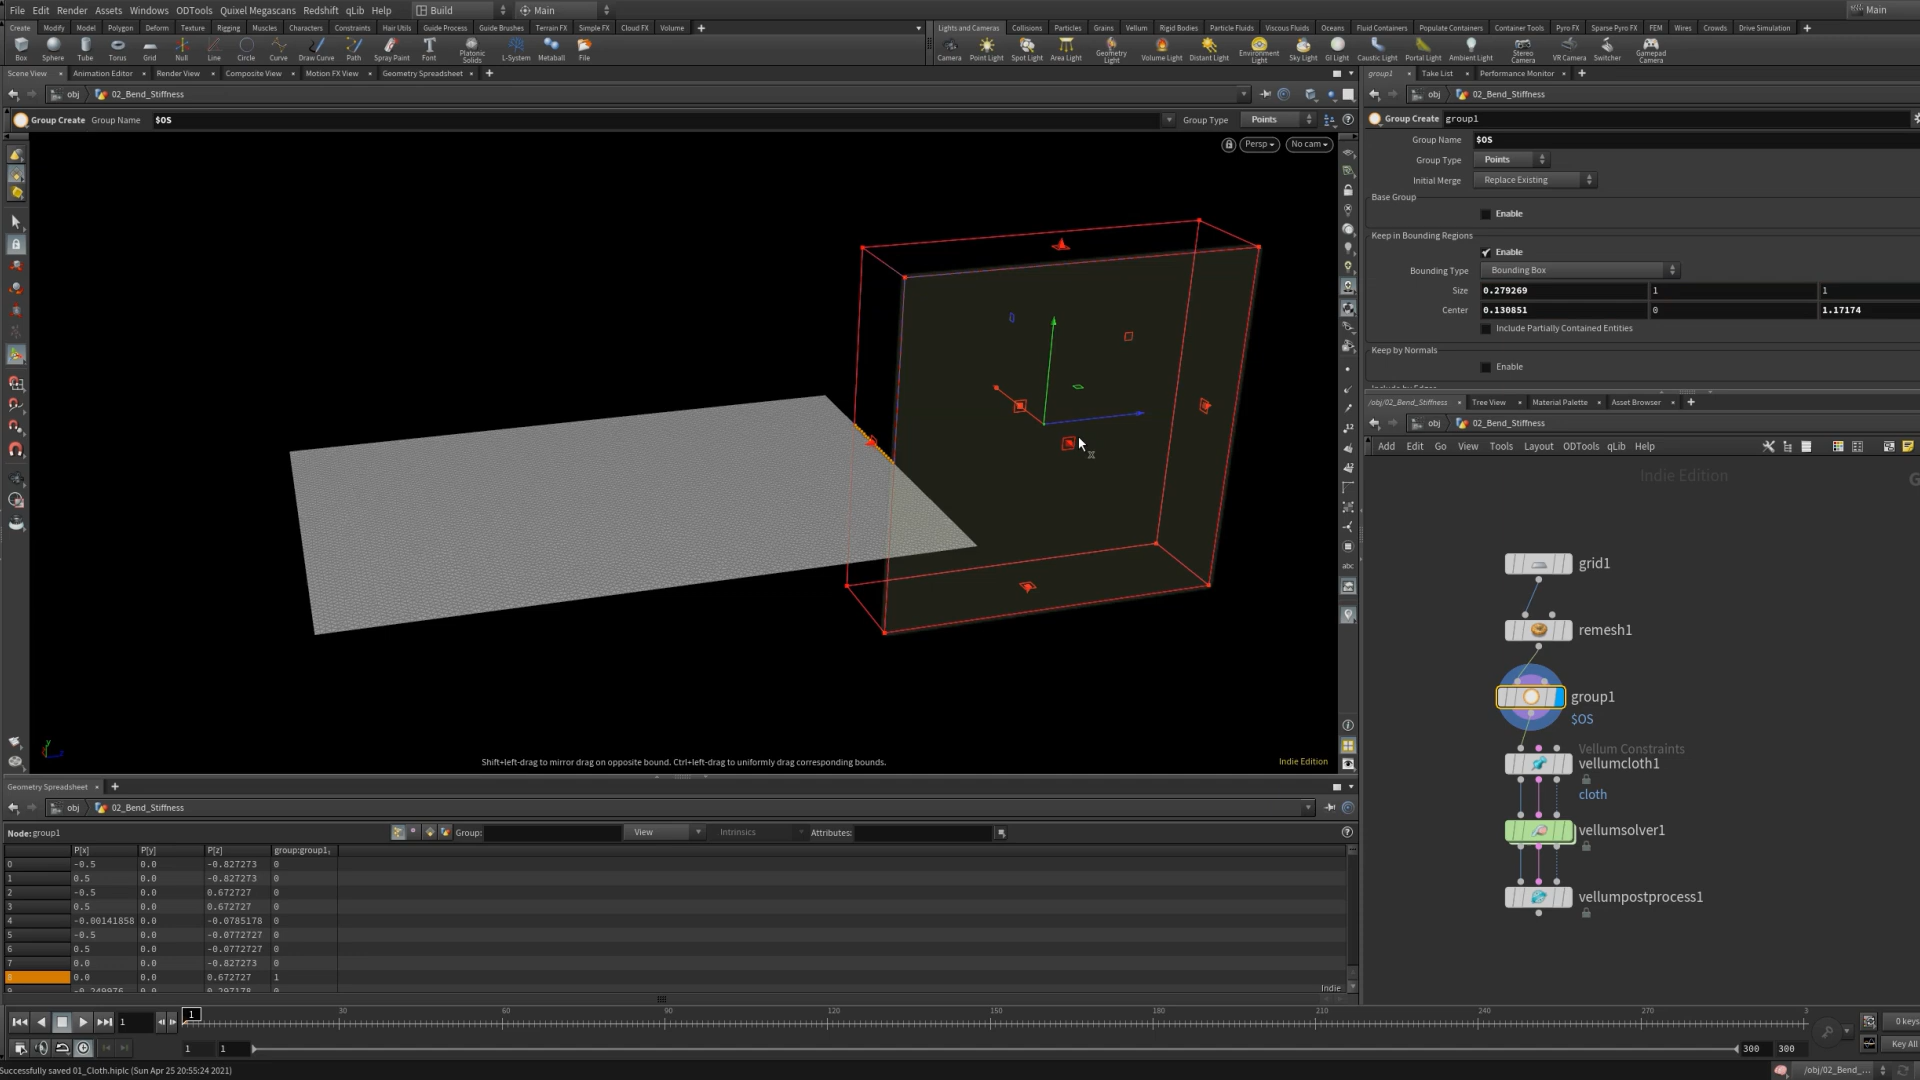 File Edit Render Assets Windows ODTools Quixel Megascans Redshift qLib Help Build Main Main
Create Modify Model Polygon Deform Texture Rigging Muscles Characters Constraints Hair Utils Guide Process Guide Brushes Terrain FX Simple FX Cloud FX Volume
Lights and Cameras Collisions Particles Grains Vellum Rigid Bodies Particle Fluids Viscous Fluids Oceans Fluid Containers Populate Containers Container Tools Pyro FX Sparse Pyro FX FEM Wires Crowds Drive Simulation
Box Sphere Tube Torus Grid Null Line Circle Curve Draw Curve Path Spray Paint Font Platonic Solids L-System Metaball File
Camera Point Light Spot Light Area Light Geometry Light Volume Light Distant Light Environment Light Sky Light GI Light Caustic Light Portal Light Ambient Light Stereo Camera VR Camera Switcher Gamepad Camera
Scene View Animation Editor Render View Composite View Motion FX View Geometry Spreadsheet
group1 Take List Performance Monitor
obj 02_Bend_Stiffness
obj 02_Bend_Stiffness
Group Create Group Name $OS Group Type Points
Group Create group1
Group Name $OS
Group Type Points
Initial Merge Replace Existing
Base Group
Enable
Keep in Bounding Regions
Enable
Bounding Type Bounding Box
Size 0.279269 1 1
Center 0.130851 0 1.17174
Include Partially Contained Entities
Keep by Normals
Enable
Persp No cam
Shift+left-drag to mirror drag on opposite bound. Ctrl+left-drag to uniformly drag corresponding bounds.
Indie Edition
/obj/02_Bend_Stiffness Tree View Material Palette Asset Browser
obj 02_Bend_Stiffness
Add Edit Go View Tools Layout ODTools qLib Help
Indie Edition
G
grid1
remesh1
group1
$OS
Vellum Constraints
vellumcloth1
cloth
vellumsolver1
vellumpostprocess1
Geometry Spreadsheet
obj 02_Bend_Stiffness
Node:group1 Group: View Intrinsics Attributes:
P[x] P[y] P[z] group:group1
0 -0.5 0.0 -0.827273 0
1 0.5 0.0 -0.827273 0
2 -0.5 0.0 0.672727 0
3 0.5 0.0 0.672727 0
4 -0.00141858 0.0 -0.0785178 0
5 -0.5 0.0 -0.0772727 0
6 0.5 0.0 -0.0772727 0
7 0.0 0.0 -0.827273 0
8 0.0 0.0 0.672727 1
Indie
1 1 30 60 90 120 150 180 210 240 270 3
0 keys
1 1 300 300 Key All
Successfully saved 01_Cloth.hiplc (Sun Apr 25 20:55:24 2021)
/obj/02_Bend_...